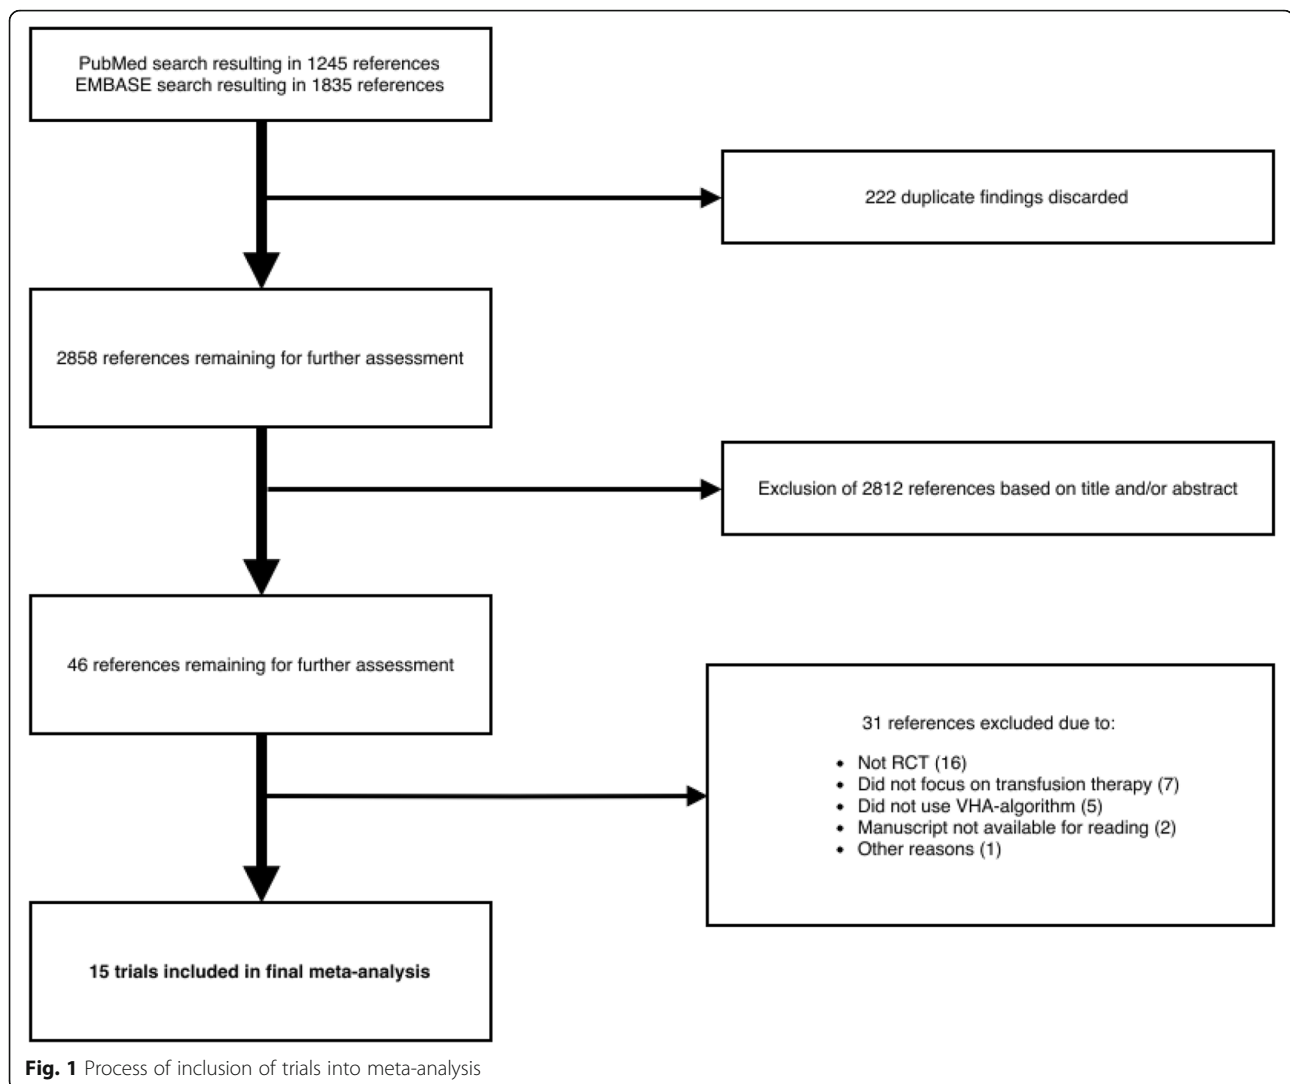 PubMed search resulting in 1245 references
EMBASE search resulting in 1835 references
222 duplicate findings discarded
2858 references remaining for further assessment
Exclusion of 2812 references based on title and/or abstract
46 references remaining for further assessment
31 references excluded due to:
• Not RCT (16)
• Did not focus on transfusion therapy (7)
• Did not use VHA-algorithm (5)
• Manuscript not available for reading (2)
• Other reasons (1)
15 trials included in final meta-analysis
Fig. 1 Process of inclusion of trials into meta-analysis